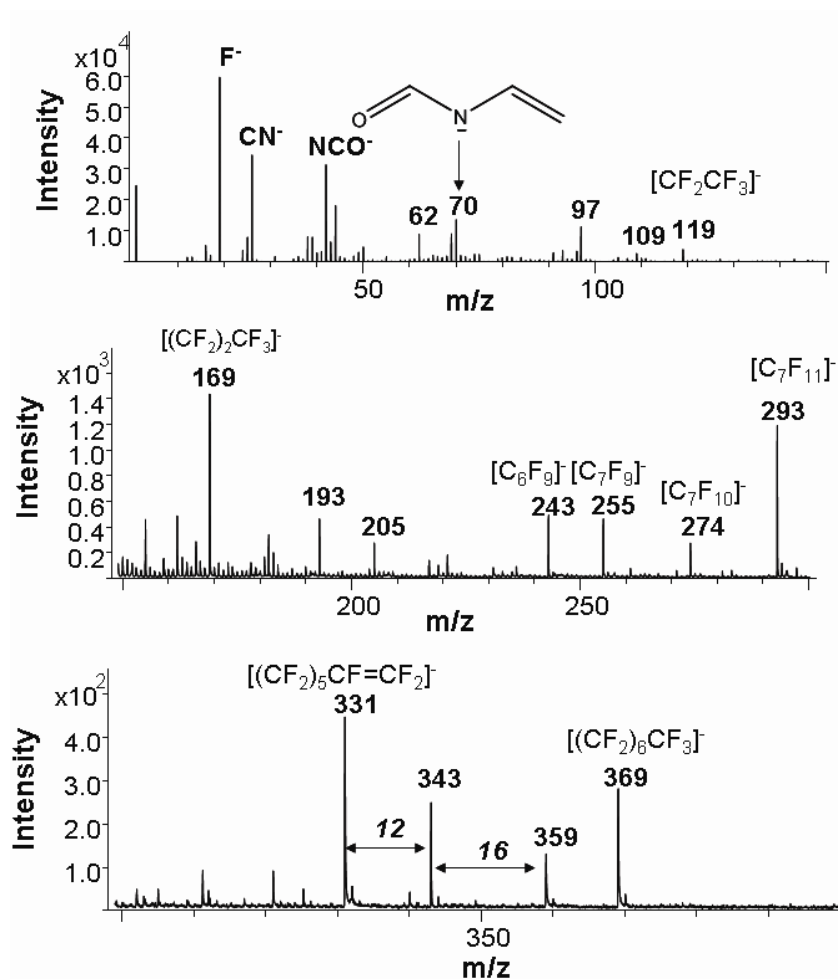 x10⁴
F⁻
6.0
5.0
4.0
3.0
2.0
1.0
Intensity
CN⁻
NCO⁻
O
N
62
70
97
109
119
[CF₂CF₃]⁻
50
100
m/z
[(CF₂)₂CF₃]⁻
x10³
169
[C₇F₁₁]⁻
293
1.4
1.2
1.0
0.8
0.6
0.4
0.2
Intensity
193
205
[C₆F₉]⁻
243
[C₇F₉]⁻
255
[C₇F₁₀]⁻
274
200
250
m/z
[(CF₂)₅CF=CF₂]⁻
x10²
331
343
[(CF₂)₆CF₃]⁻
369
4.0
3.0
2.0
1.0
Intensity
12
16
359
350
m/z